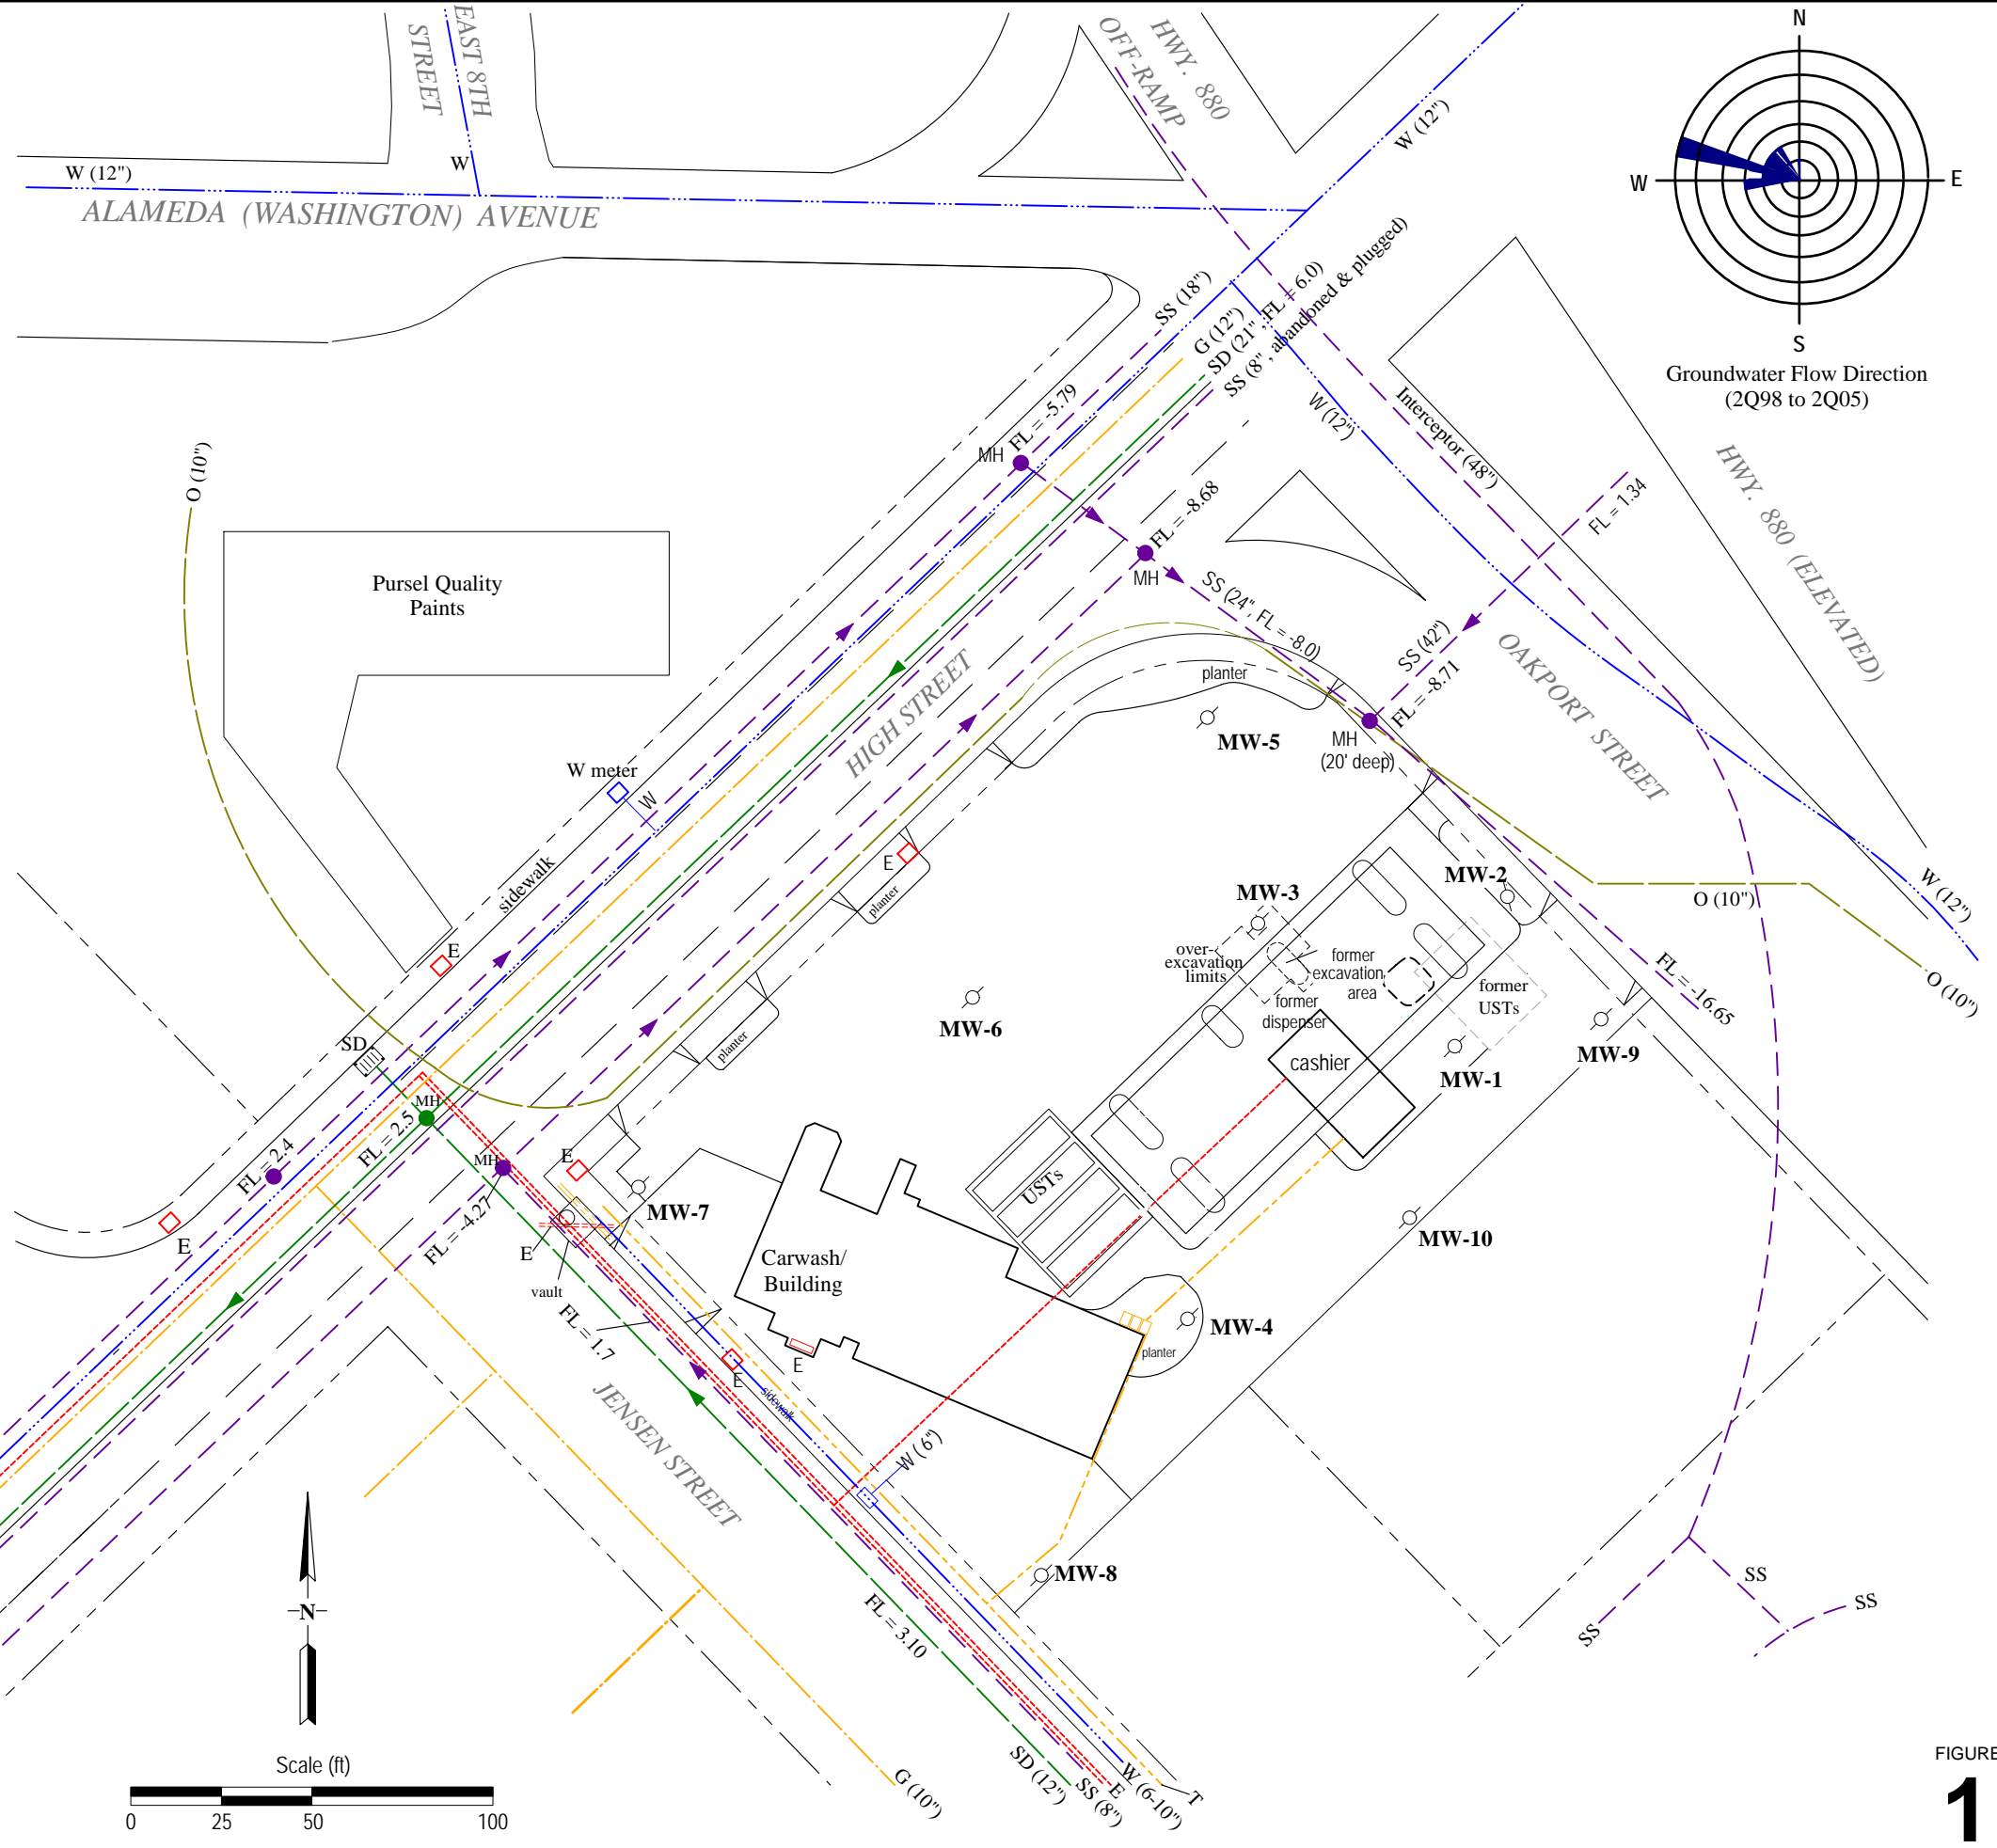 EAST 8TH
STREET
HWY. 880
OFF-RAMP
N
W
E
S
Groundwater Flow Direction
(2Q98 to 2Q05)
W (12")
W
W (12")
ALAMEDA (WASHINGTON) AVENUE
SS (18")
G (12")
SD (21", FL = 6.0)
SS (8", abandoned & plugged)
W (12")
Interceptor (48")
HWY. 880 (ELEVATED)
FL = -5.79
MH
FL = -8.68
MH
FL = 1.34
O (10")
Pursel Quality
Paints
SS (24", FL = -8.0)
SS (42")
FL = -8.71
OAKPORT STREET
planter
MH
(20' deep)
MW-5
HIGH STREET
W meter
W
E
planter
sidewalk
E
MW-3
MW-2
W (12")
O (10")
O (10")
over-
excavation
limits
former
excavation
area
former
dispenser
former
USTs
FL = -16.65
MW-6
MW-9
MW-1
cashier
planter
SD
MH
FL = 2.5
FL = 2.4
MH
FL = -4.27
E
E
MW-7
E
vault
USTs
MW-10
Carwash/
Building
MW-4
planter
FL = 1.7
E
E
sidewalk
JENSEN STREET
W (6")
MW-8
FL = 3.10
SS
SS
SS
N
Scale (ft)
0 25 50 100
G (10")
SD (12")
SS (8")
E
W (6-10")
T
FIGURE
1